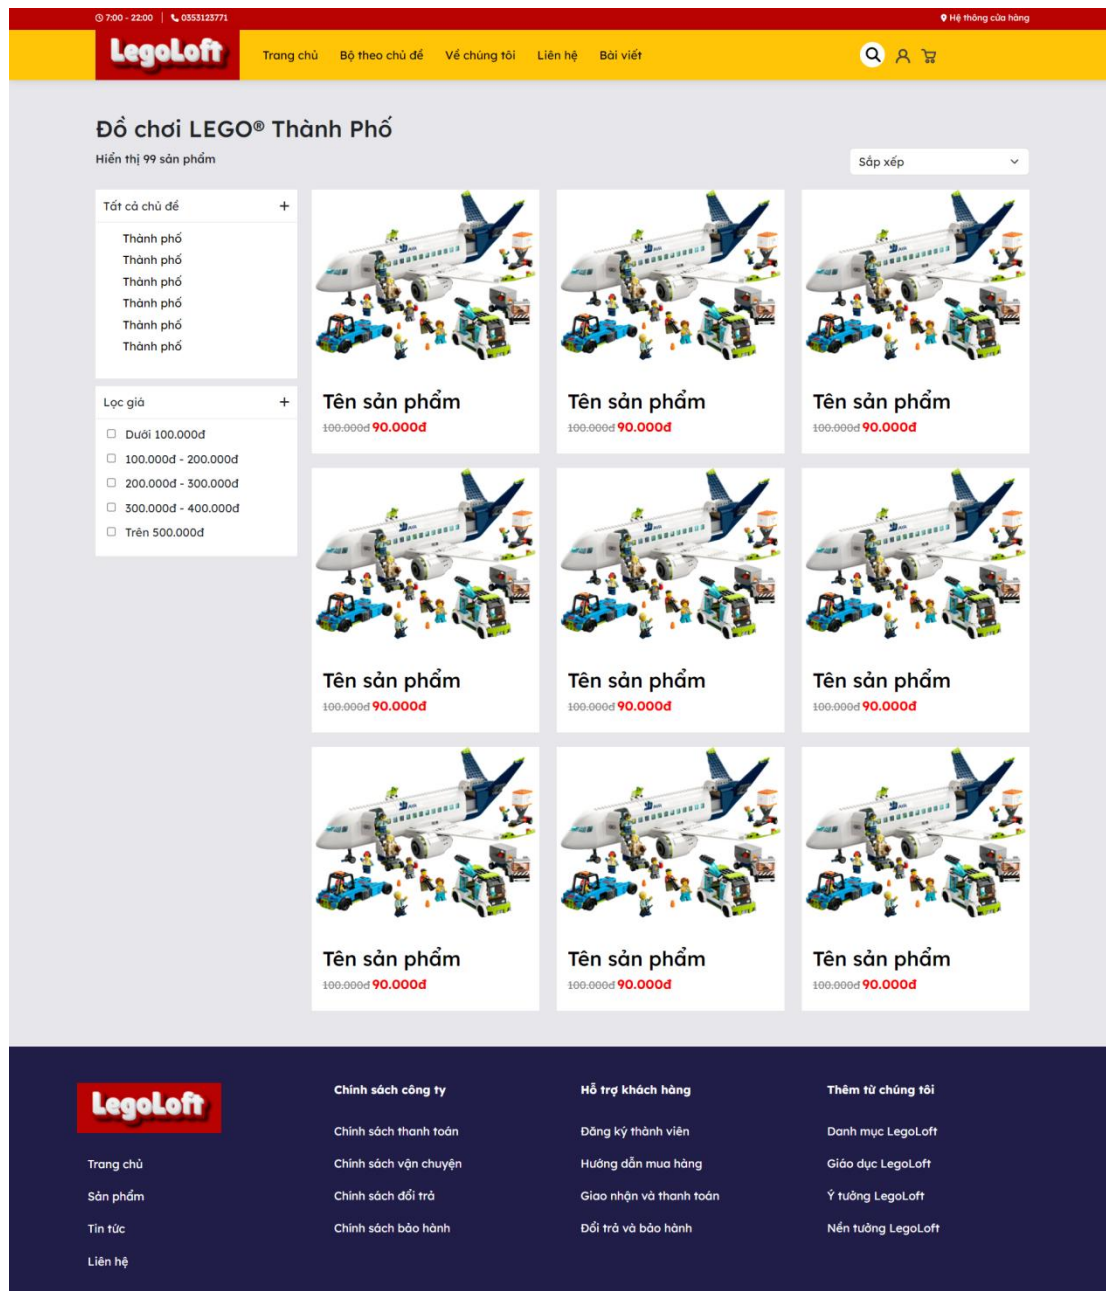 7:00 - 22:00 | 0353123771
Hệ thông cửa hàng
LegoLoft
Trang chủ Bộ theo chủ đề Về chúng tôi Liên hệ Bài viết
Đồ chơi LEGO® Thành Phố
Hiển thị 99 sản phẩm
Sắp xếp
Tất cả chủ đề +
Thành phố
Thành phố
Thành phố
Thành phố
Thành phố
Thành phố
Lọc giá +
Dưới 100.000đ
100.000đ - 200.000đ
200.000đ - 300.000đ
300.000đ - 400.000đ
Trên 500.000đ
Tên sản phẩm
100.000đ 90.000đ
Tên sản phẩm
100.000đ 90.000đ
Tên sản phẩm
100.000đ 90.000đ
Tên sản phẩm
100.000đ 90.000đ
Tên sản phẩm
100.000đ 90.000đ
Tên sản phẩm
100.000đ 90.000đ
Tên sản phẩm
100.000đ 90.000đ
Tên sản phẩm
100.000đ 90.000đ
Tên sản phẩm
100.000đ 90.000đ
LegoLoft
Trang chủ
Sản phẩm
Tin tức
Liên hệ
Chính sách công ty
Chính sách thanh toán
Chính sách vận chuyện
Chính sách đổi trả
Chính sách bảo hành
Hỗ trợ khách hàng
Đăng ký thành viên
Hướng dẫn mua hàng
Giao nhận và thanh toán
Đổi trả và bảo hành
Thêm từ chúng tôi
Danh mục LegoLoft
Giáo dục LegoLoft
Ý tưởng LegoLoft
Nền tưởng LegoLoft